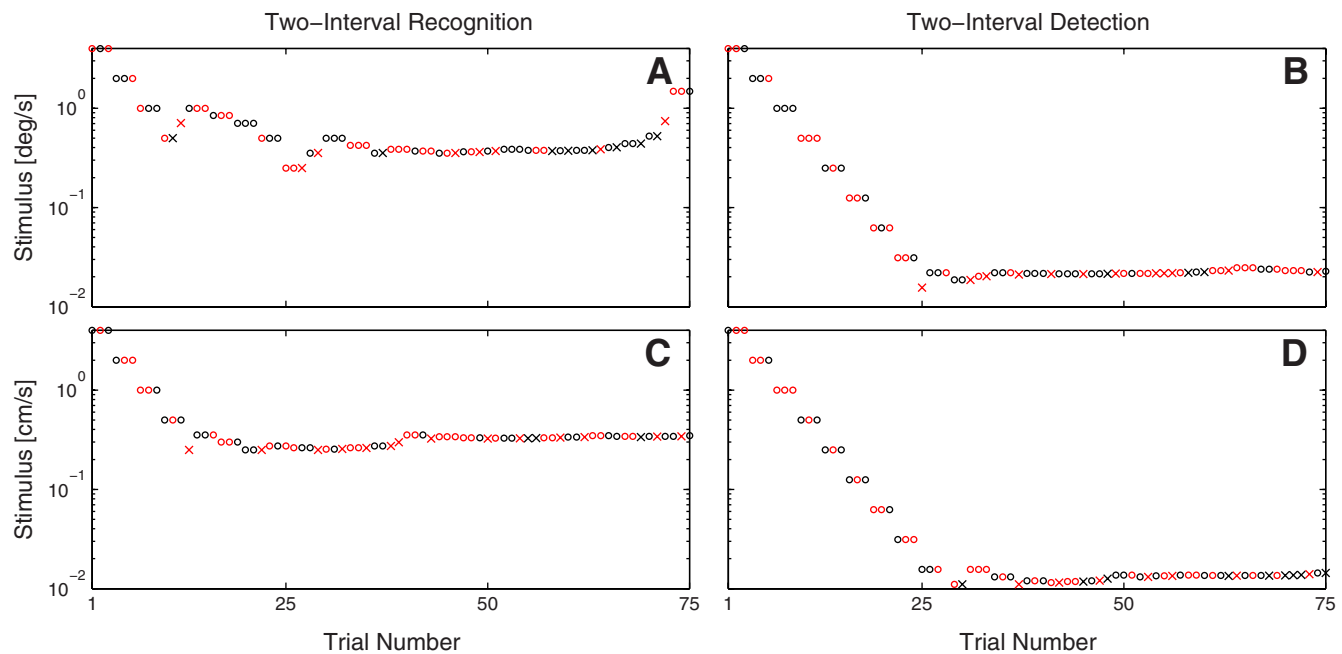 Two−Interval Recognition
Two−Interval Detection
A
B
Stimulus [deg/s]
10^0
10^−1
10^−2
C
D
Stimulus [cm/s]
10^0
10^−1
10^−2
1 25 50 75
1 25 50 75
Trial Number
Trial Number